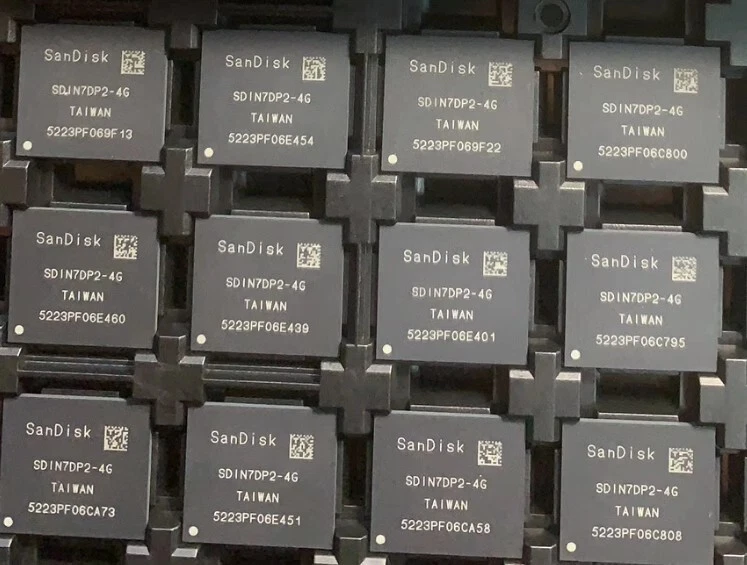 SanDisk
SDIN7DP2-4G
TAIWAN
5223PF069F13
SanDisk
SDIN7DP2-4G
TAIWAN
5223PF06E454
SanDisk
SDIN7DP2-4G
TAIWAN
5223PF069F22
SanDisk
SDIN7DP2-4G
TAIWAN
5223PF06C800
SanDisk
SDIN7DP2-4G
TAIWAN
5223PF06E460
SanDisk
SDIN7DP2-4G
TAIWAN
5223PF06E439
SanDisk
SDIN7DP2-4G
TAIWAN
5223PF06E401
SanDisk
SDIN7DP2-4G
TAIWAN
5223PF06C795
SanDisk
SDIN7DP2-4G
TAIWAN
5223PF06CA73
SanDisk
SDIN7DP2-4G
TAIWAN
5223PF06E451
SanDisk
SDIN7DP2-4G
TAIWAN
5223PF06CA58
SanDisk
SDIN7DP2-4G
TAIWAN
5223PF06C808